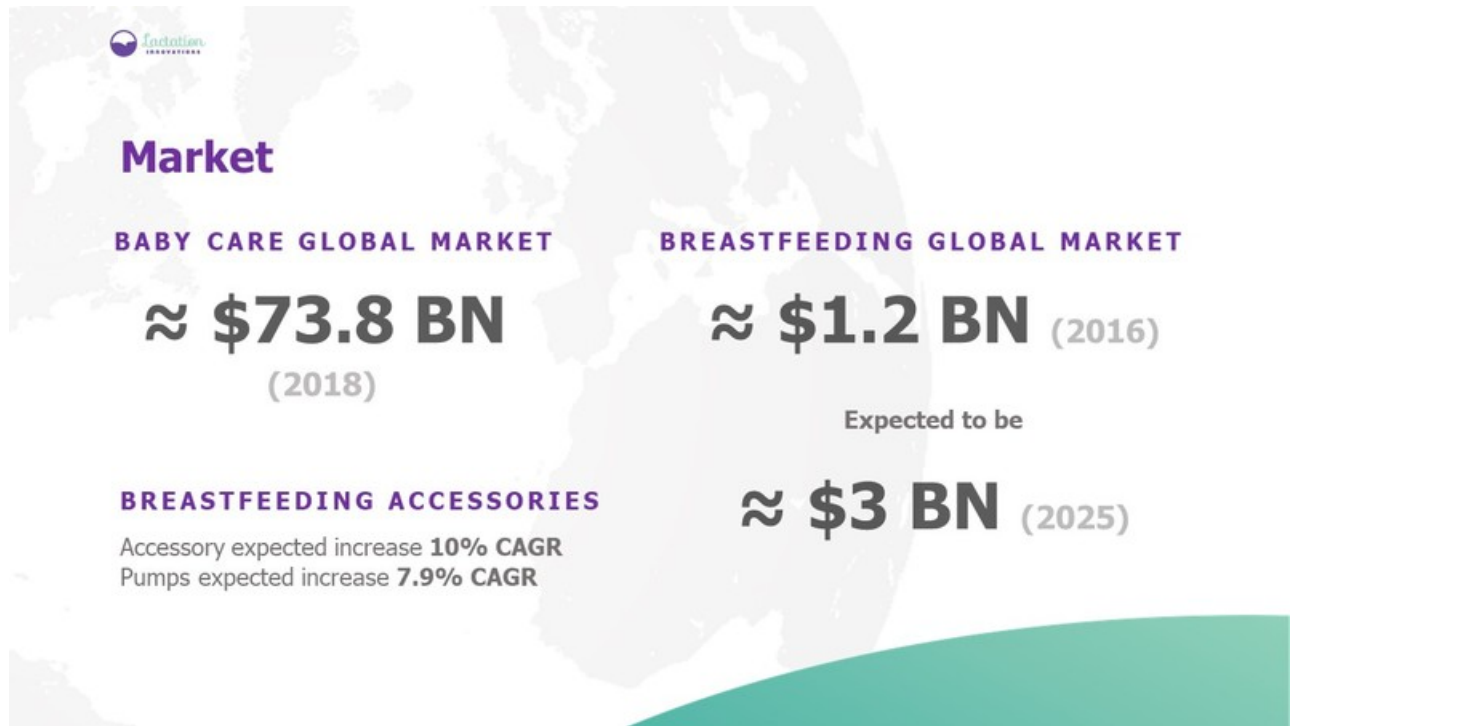 Lactation
INNOVATIONS
Market
BABY CARE GLOBAL MARKET
≈ $73.8 BN
(2018)
BREASTFEEDING ACCESSORIES
Accessory expected increase 10% CAGR
Pumps expected increase 7.9% CAGR
BREASTFEEDING GLOBAL MARKET
≈ $1.2 BN (2016)
Expected to be
≈ $3 BN (2025)